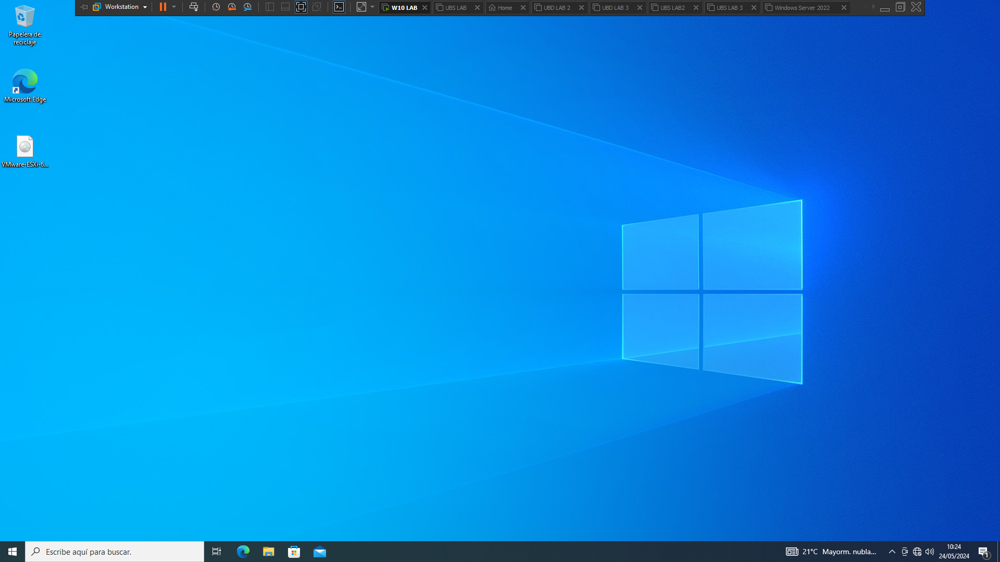 Workstation
W10 LAB
UBS LAB
Home
UBD LAB 2
UBD LAB 3
UBS LAB2
UBS LAB 3
Windows Server 2022
Papelera de
reciclaje
Microsoft Edge
VMware-ESXi-6...
Escribe aquí para buscar.
21°C Mayorm. nubla...
10:24
24/05/2024
1